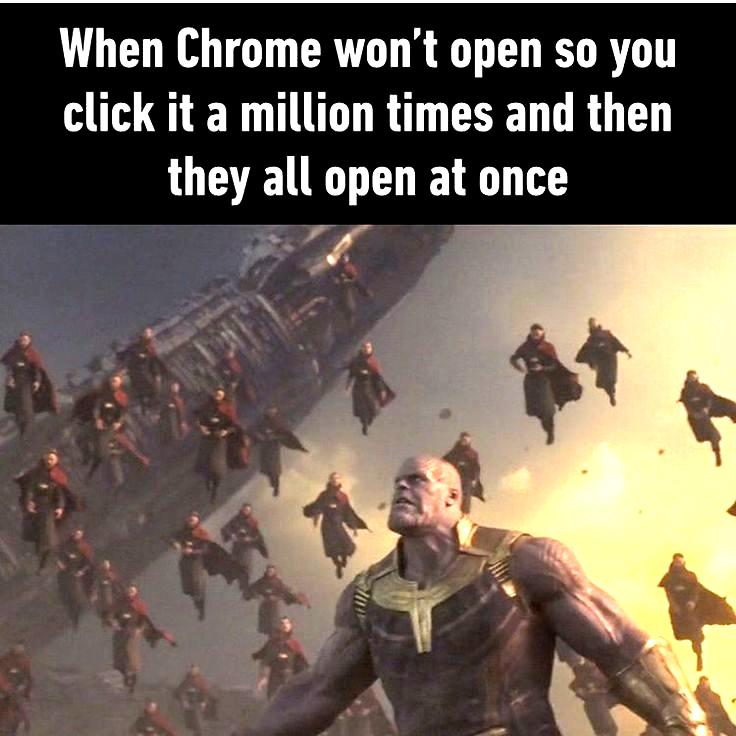 When Chrome won't open so you
click it a million times and then
they all open at once